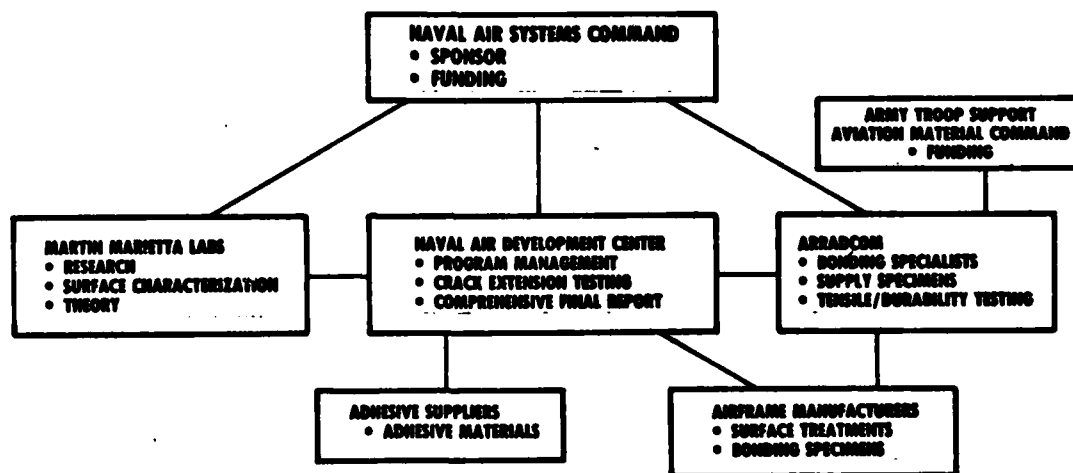 NAVAL AIR SYSTEMS COMMAND
• SPONSOR
• FUNDING
ARMY TROOP SUPPORT
AVIATION MATERIAL COMMAND
• FUNDING
MARTIN MARIETTA LABS
• RESEARCH
• SURFACE CHARACTERIZATION
• THEORY
NAVAL AIR DEVELOPMENT CENTER
• PROGRAM MANAGEMENT
• CRACK EXTENSION TESTING
• COMPREHENSIVE FINAL REPORT
ARRADCOM
• BONDING SPECIALISTS
• SUPPLY SPECIMENS
• TENSILE/DURABILITY TESTING
ADHESIVE SUPPLIERS
• ADHESIVE MATERIALS
AIRFRAME MANUFACTURERS
• SURFACE TREATMENTS
• BONDING SPECIMENS